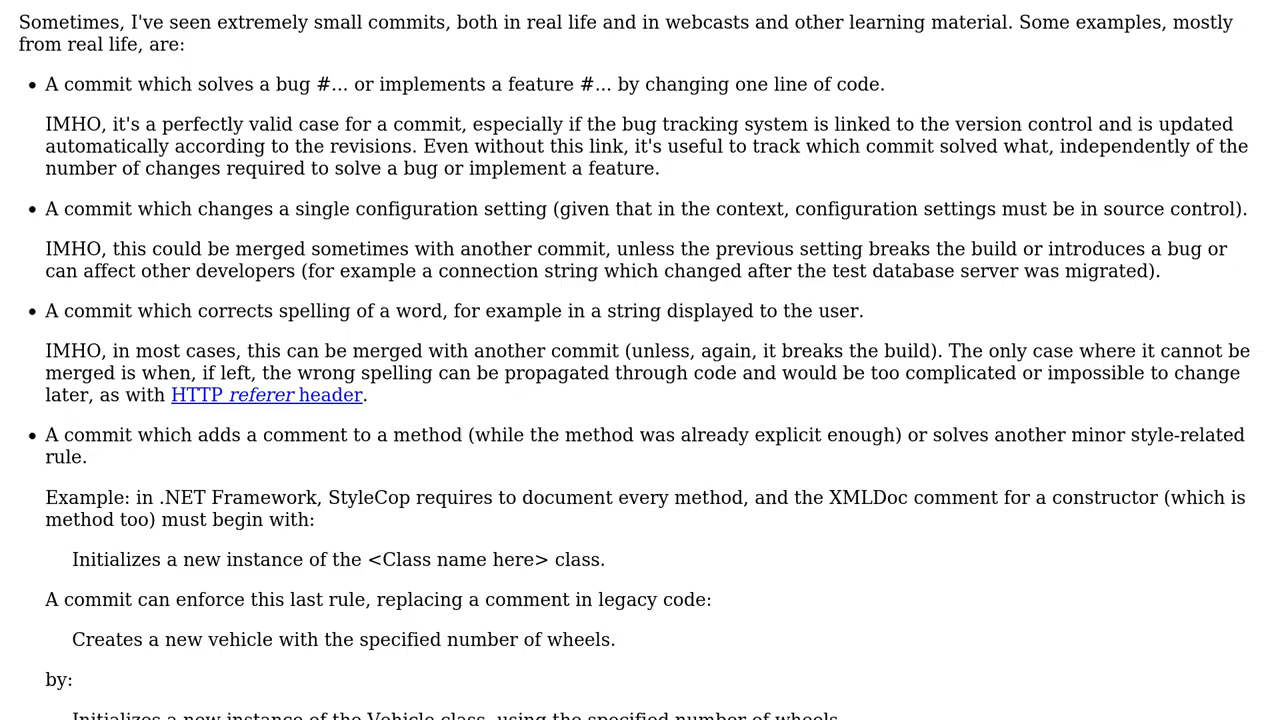 Sometimes, I've seen extremely small commits, both in real life and in webcasts and other learning material. Some examples, mostly
from real life, are:
• A commit which solves a bug #... or implements a feature #... by changing one line of code.
IMHO, it's a perfectly valid case for a commit, especially if the bug tracking system is linked to the version control and is updated
automatically according to the revisions. Even without this link, it's useful to track which commit solved what, independently of the
number of changes required to solve a bug or implement a feature.
• A commit which changes a single configuration setting (given that in the context, configuration settings must be in source control).
IMHO, this could be merged sometimes with another commit, unless the previous setting breaks the build or introduces a bug or
can affect other developers (for example a connection string which changed after the test database server was migrated).
• A commit which corrects spelling of a word, for example in a string displayed to the user.
IMHO, in most cases, this can be merged with another commit (unless, again, it breaks the build). The only case where it cannot be
merged is when, if left, the wrong spelling can be propagated through code and would be too complicated or impossible to change
later, as with HTTP referer header.
• A commit which adds a comment to a method (while the method was already explicit enough) or solves another minor style-related
rule.
Example: in .NET Framework, StyleCop requires to document every method, and the XMLDoc comment for a constructor (which is
method too) must begin with:
Initializes a new instance of the <Class name here> class.
A commit can enforce this last rule, replacing a comment in legacy code:
Creates a new vehicle with the specified number of wheels.
by:
Initializes a new instance of the Vehicle class, using the specified number of wheels.